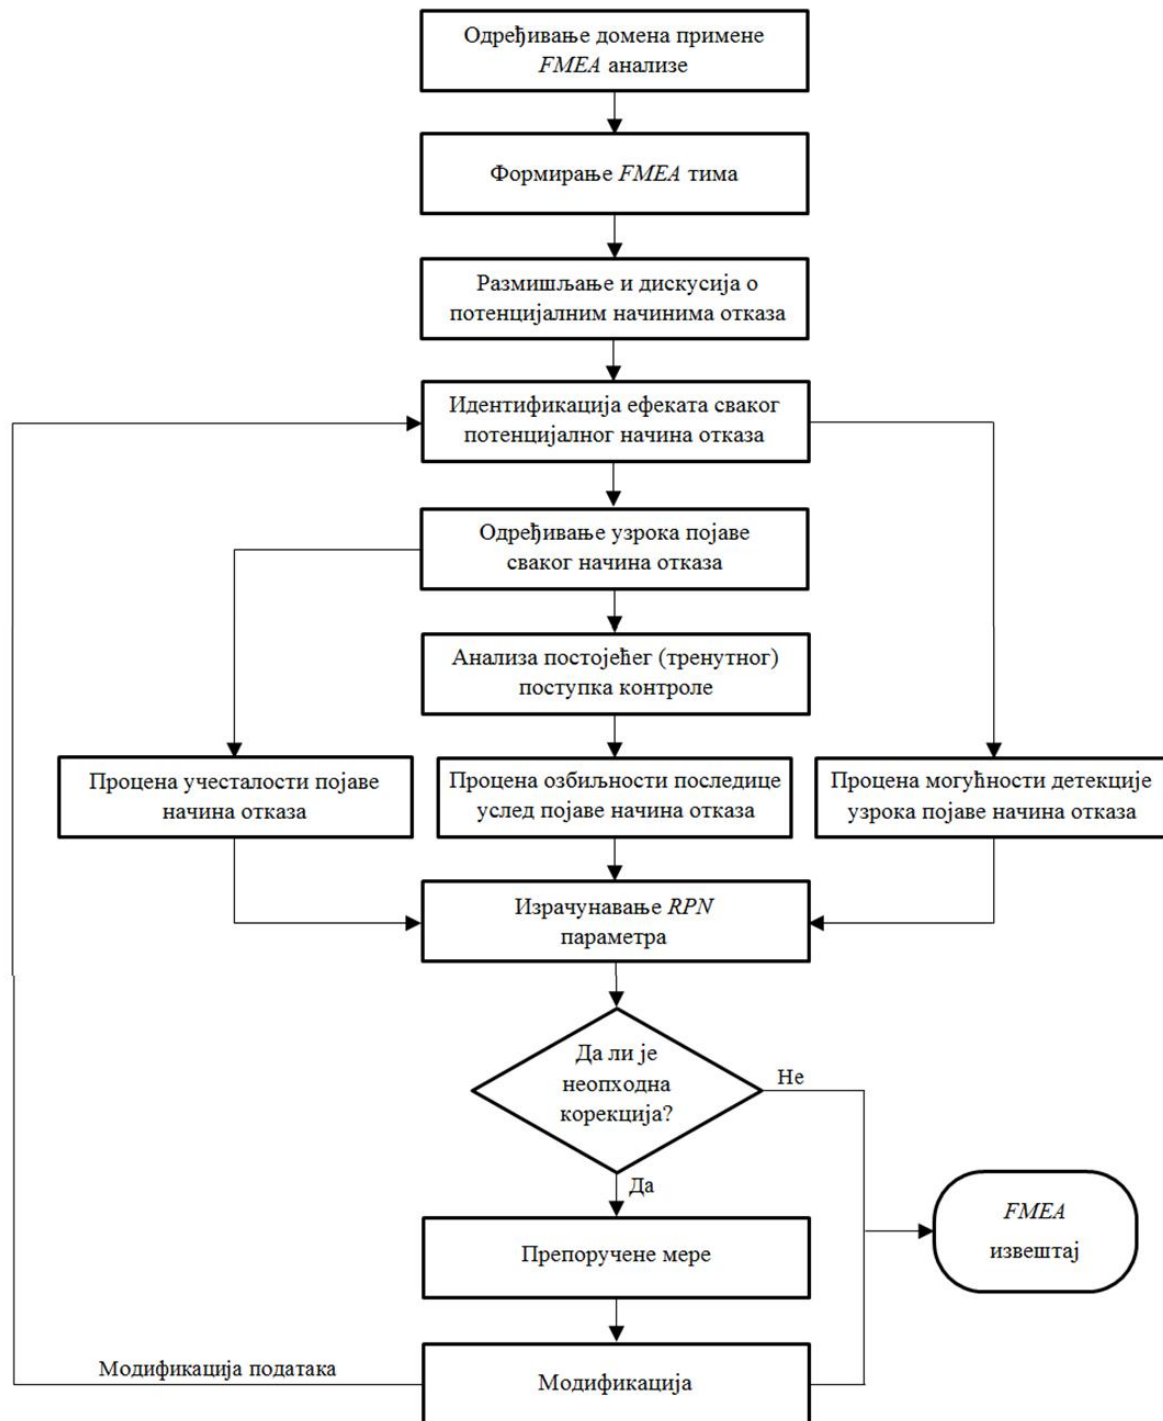 Одређивање домена примене
FMEA анализе
Формирање FMEA тима
Размишљање и дискусија о
потенцијалним начинима отказа
Идентификација ефеката сваког
потенцијалног начина отказа
Одређивање узрока појаве
сваког начина отказа
Анализа постојећег (тренутног)
поступка контроле
Процена учесталости појаве
начина отказа
Процена озбиљности последице
услед појаве начина отказа
Процена могућности детекције
узрока појаве начина отказа
Израчунавање RPN
параметра
Да ли је
неопходна
корекција?
Не
Да
FMEA
извештај
Препоручене мере
Модификација података
Модификација